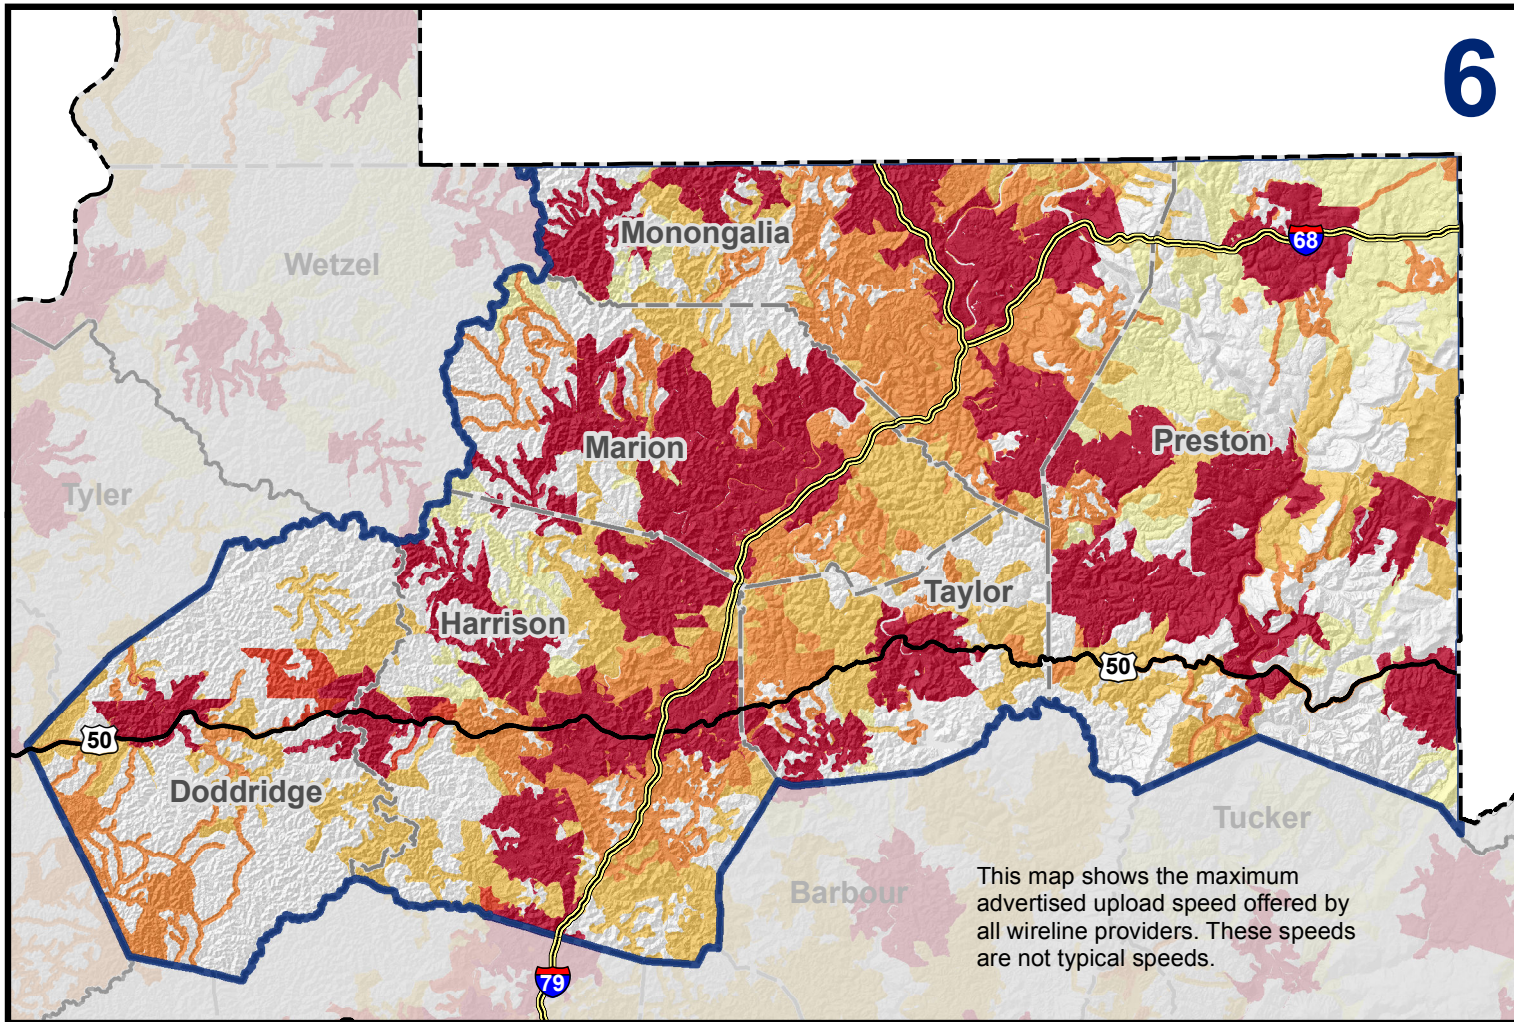 6
Monongalia
68
Wetzel
Marion
Preston
Tyler
Taylor
Harrison
50
50
Doddridge
Tucker
Barbour
This map shows the maximum
advertised upload speed offered by
all wireline providers. These speeds
are not typical speeds.
79